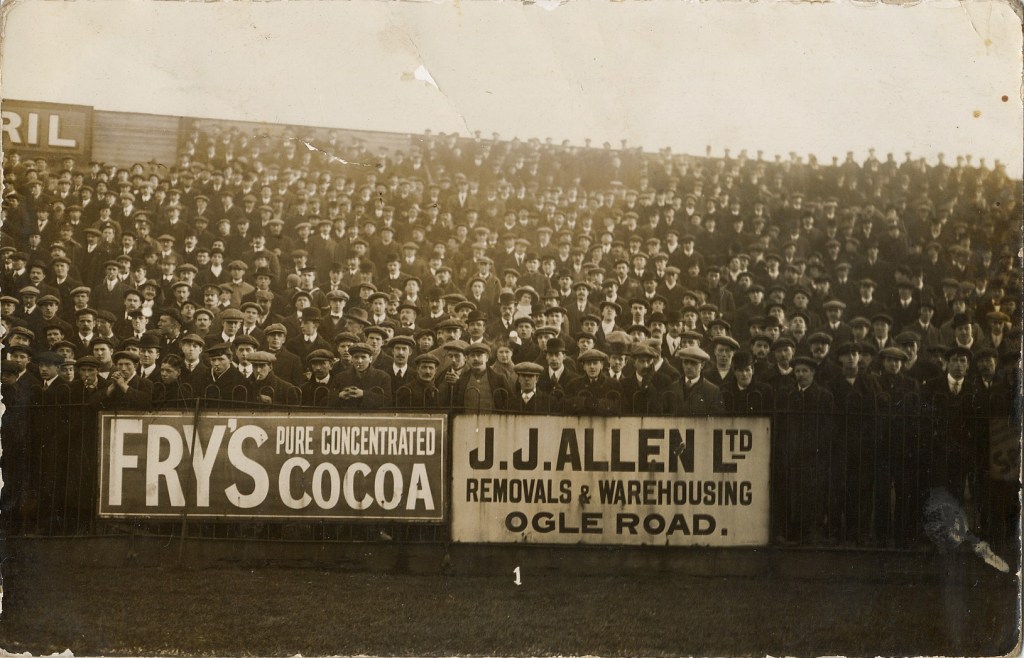 RIL
FRY'S PURE CONCENTRATED
COCOA
J.J.ALLEN LTD
REMOVALS & WAREHOUSING
OGLE ROAD.
1